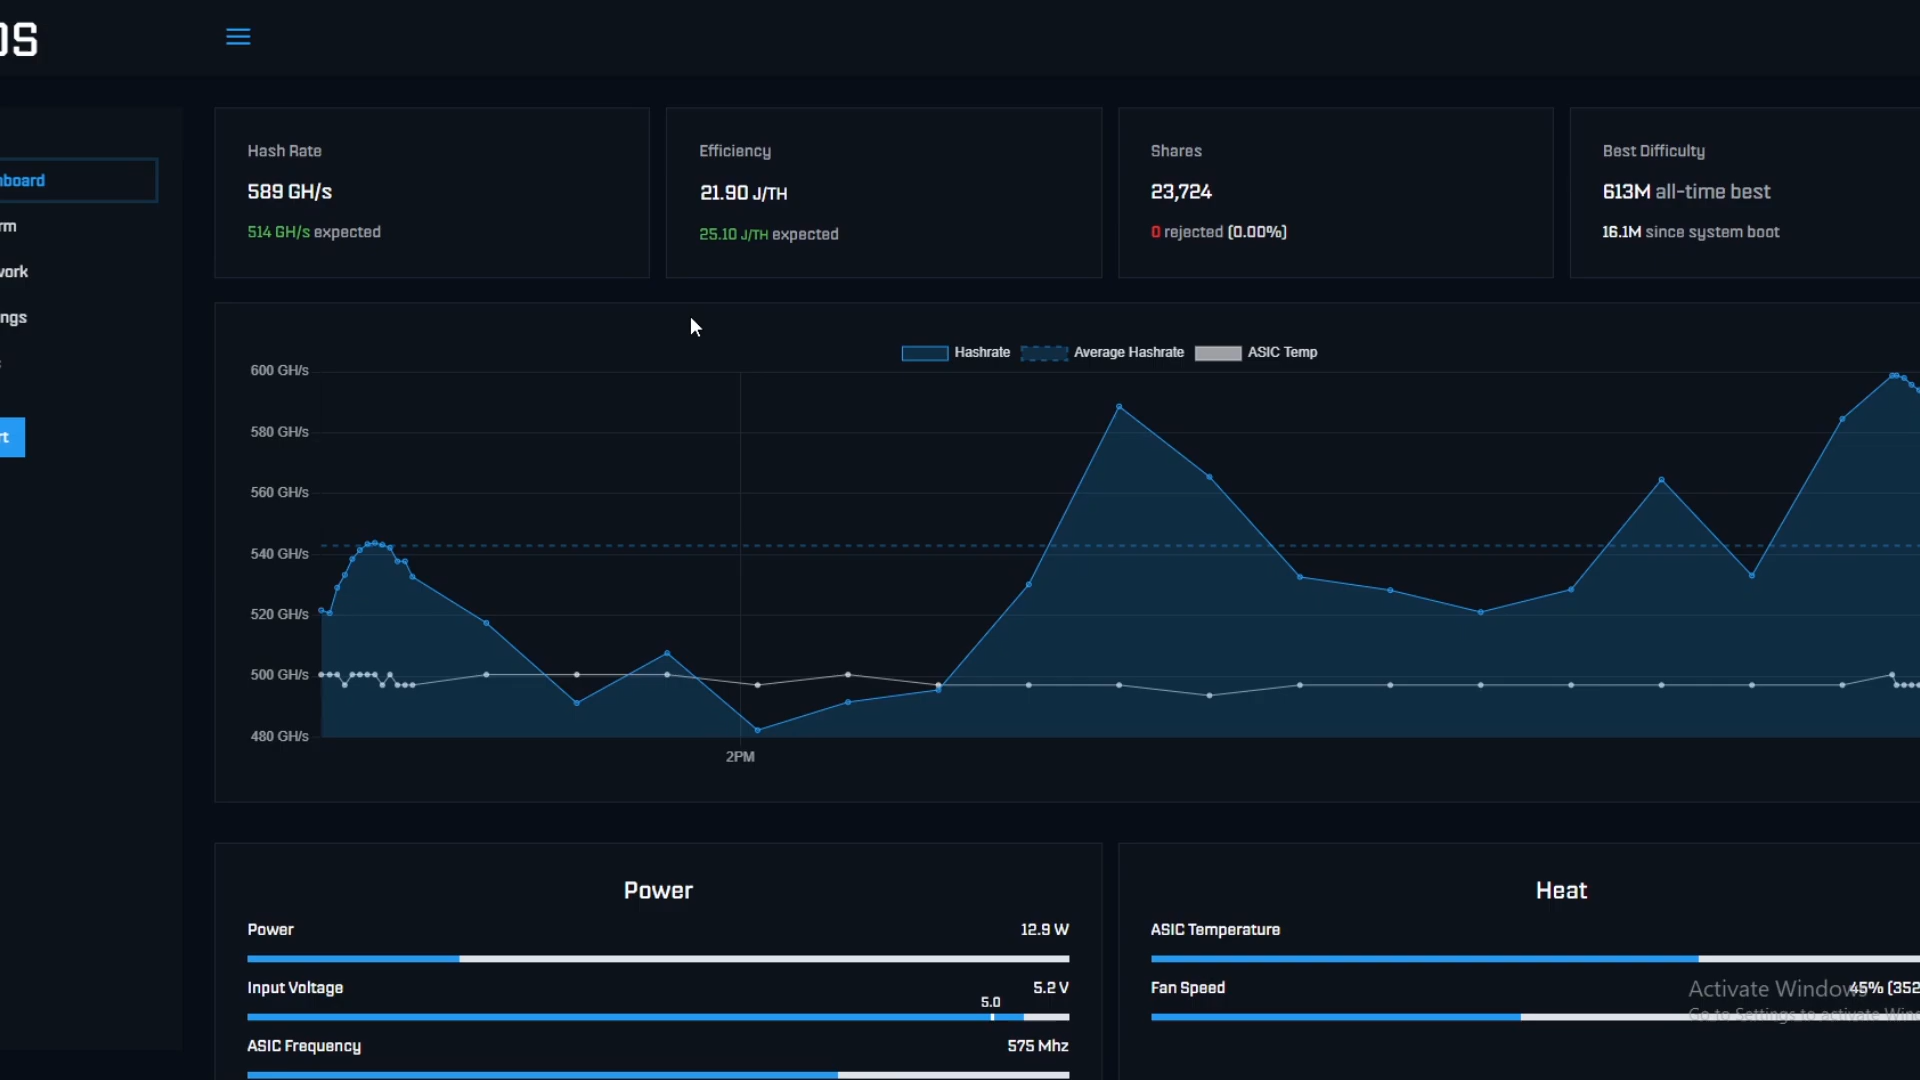 OS
Hash Rate
589 GH/s
514 GH/s expected
Efficiency
21.90 J/TH
25.10 J/TH expected
Shares
23,724
0 rejected (0.00%)
Best Difficulty
613M all-time best
16.1M since system boot
board
rm
work
ngs
rt
Hashrate
Average Hashrate
ASIC Temp
600 GH/s
580 GH/s
560 GH/s
540 GH/s
520 GH/s
500 GH/s
480 GH/s
2PM
Power
Power
12.9 W
Input Voltage
5.2 V
5.0
ASIC Frequency
575 Mhz
Heat
ASIC Temperature
Fan Speed
45% (352
Activate Windows
Go to Settings to activate Win